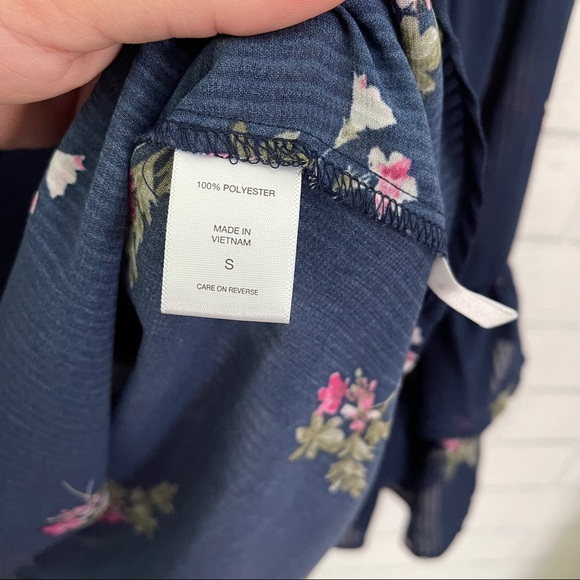 100% POLYESTER
MADE IN
VIETNAM
S
CARE ON REVERSE